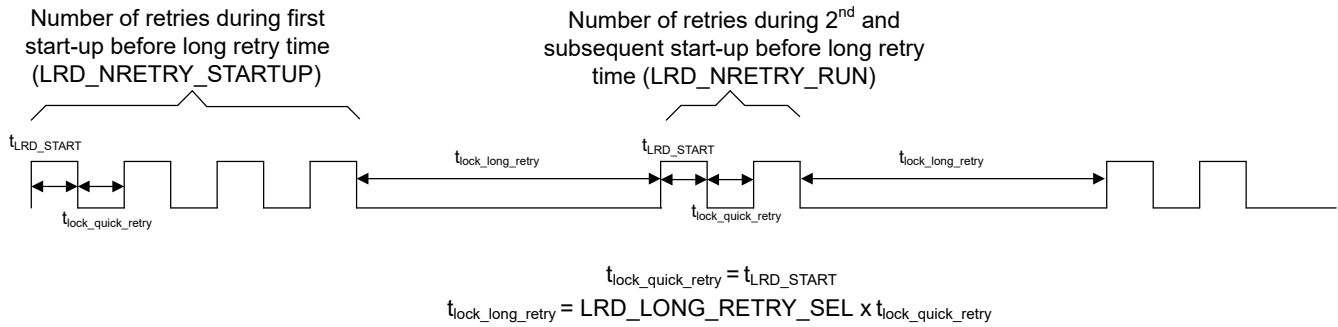 Number of retries during first
start-up before long retry time
(LRD_NRETRY_STARTUP)
Number of retries during 2nd and
subsequent start-up before long retry
time (LRD_NRETRY_RUN)
tLRD_START
tlock_quick_retry
tlock_long_retry
tLRD_START
tlock_quick_retry
tlock_long_retry
tlock_quick_retry = tLRD_START
tlock_long_retry = LRD_LONG_RETRY_SEL x tlock_quick_retry